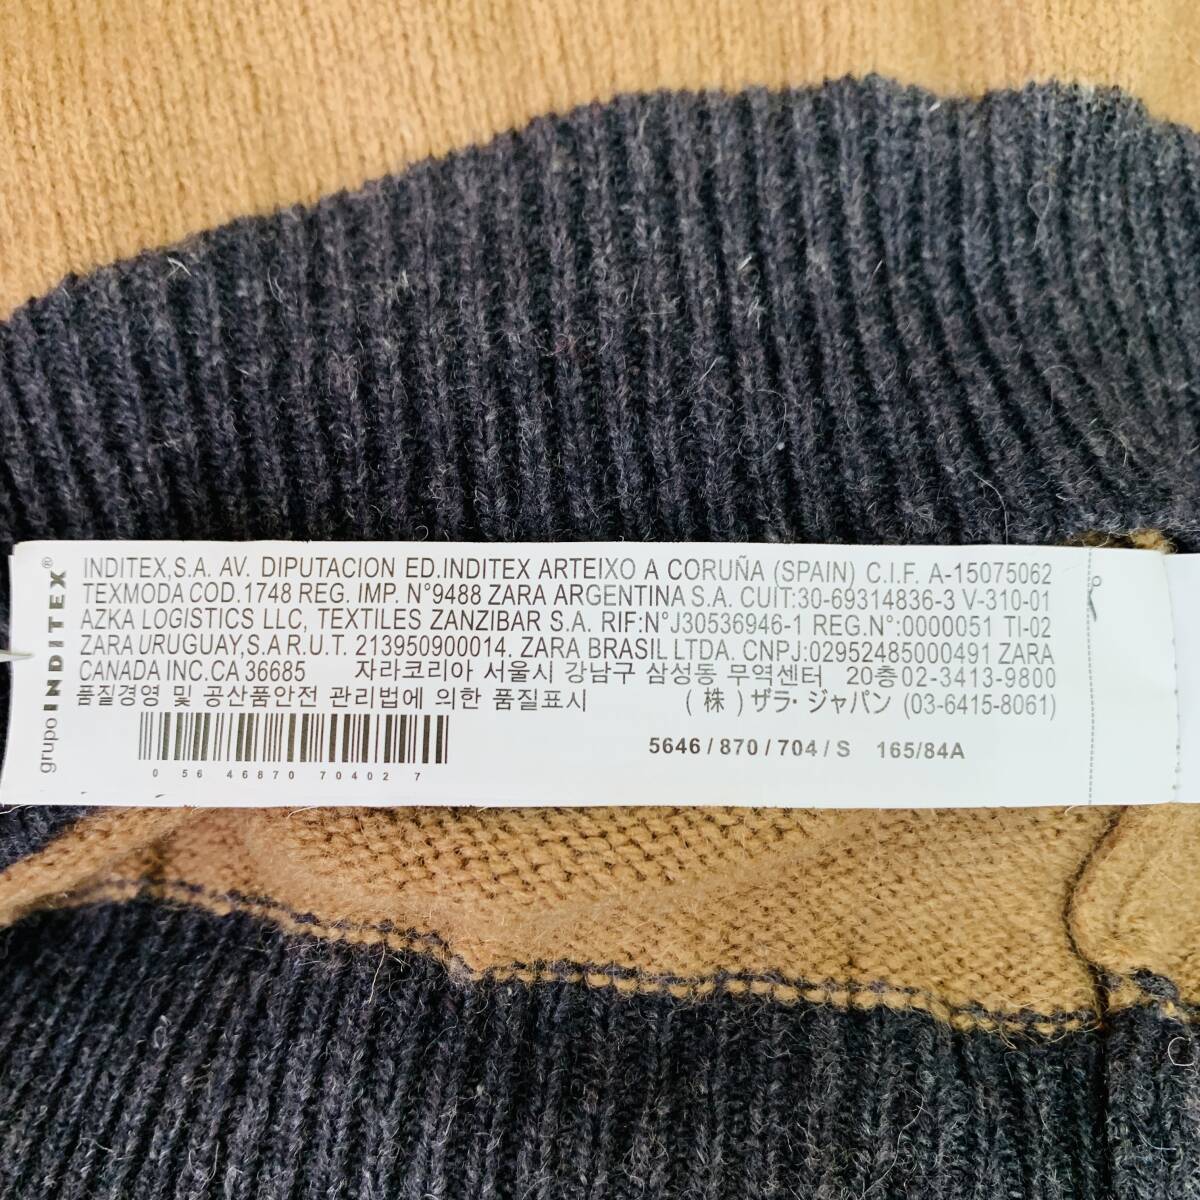 grupo INDITEX®
INDITEX,S.A. AV. DIPUTACION ED.INDITEX ARTEIXO A CORUÑA (SPAIN) C.I.F. A-15075062
TEXMODA COD.1748 REG. IMP. N°9488 ZARA ARGENTINA S.A. CUIT:30-69314836-3 V-310-01
AZKA LOGISTICS LLC, TEXTILES ZANZIBAR S.A. RIF:N°J30536946-1 REG.N°:0000051 TI-02
ZARA URUGUAY,S.A R.U.T. 213950900014. ZARA BRASIL LTDA. CNPJ:02952485000491 ZARA
CANADA INC.CA 36685 자라코리아 서울시 강남구 삼성동 무역센터 20층02-3413-9800
품질경영 및 공산품안전 관리법에 의한 품질표시 (株)ザラ・ジャパン (03-6415-8061)
5646/870/704/S 165/84A
0 56 46870 70402 7